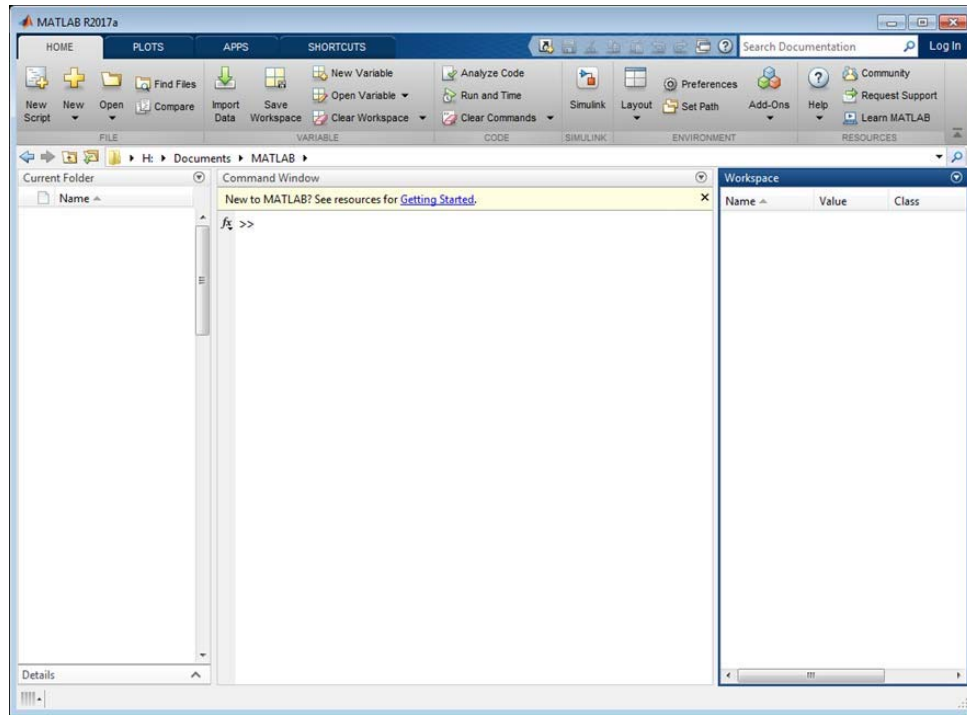 MATLAB R2017a
HOME PLOTS APPS SHORTCUTS Search Documentation Log In
New Script New Open Find Files Compare Import Data Save Workspace New Variable Open Variable Clear Workspace Analyze Code Run and Time Clear Commands Simulink Layout Preferences Set Path Add-Ons Help Community Request Support Learn MATLAB
FILE VARIABLE CODE SIMULINK ENVIRONMENT RESOURCES
H: Documents MATLAB
Current Folder Command Window Workspace
Name New to MATLAB? See resources for Getting Started. Name Value Class
fx >>
Details